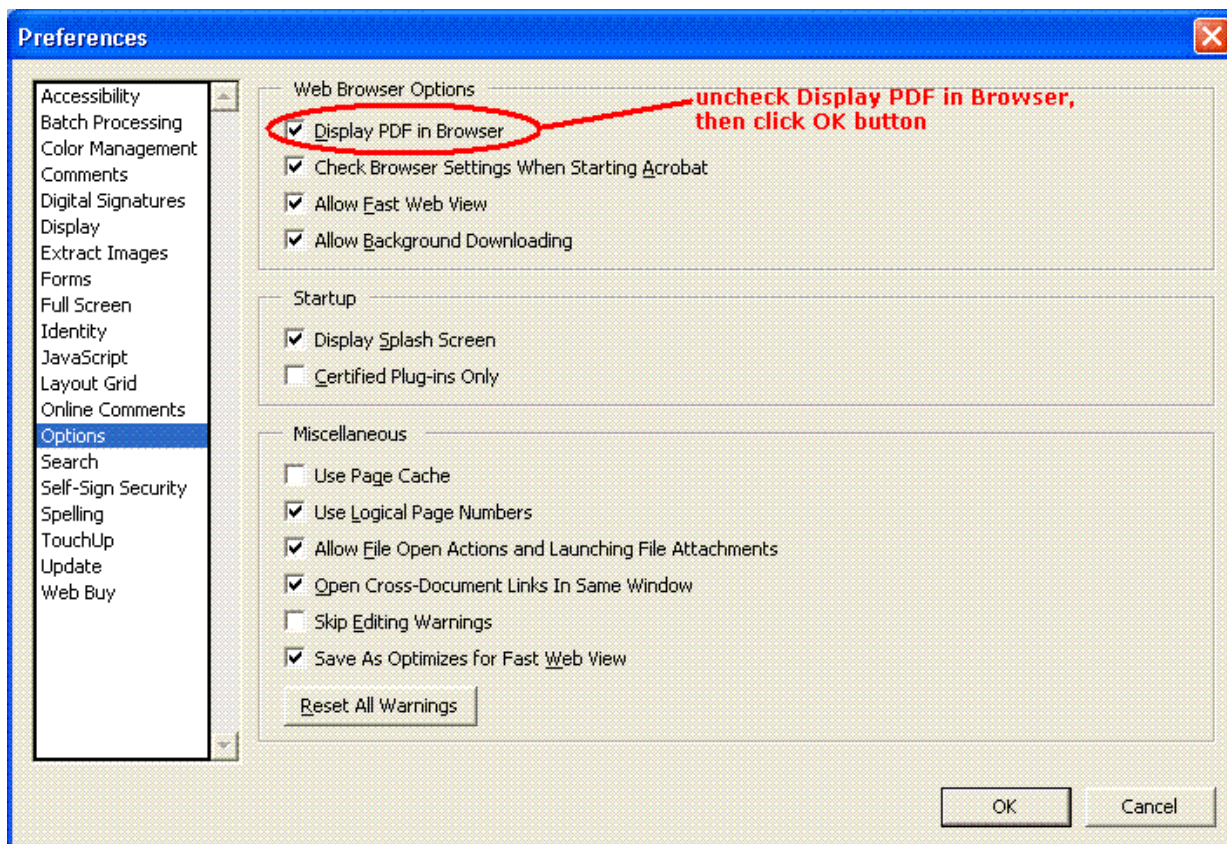 Preferences
Accessibility
Batch Processing
Color Management
Comments
Digital Signatures
Display
Extract Images
Forms
Full Screen
Identity
JavaScript
Layout Grid
Online Comments
Options
Search
Self-Sign Security
Spelling
TouchUp
Update
Web Buy
Web Browser Options
Display PDF in Browser
uncheck Display PDF in Browser,
then click OK button
Check Browser Settings When Starting Acrobat
Allow Fast Web View
Allow Background Downloading
Startup
Display Splash Screen
Certified Plug-ins Only
Miscellaneous
Use Page Cache
Use Logical Page Numbers
Allow File Open Actions and Launching File Attachments
Open Cross-Document Links In Same Window
Skip Editing Warnings
Save As Optimizes for Fast Web View
Reset All Warnings
OK
Cancel